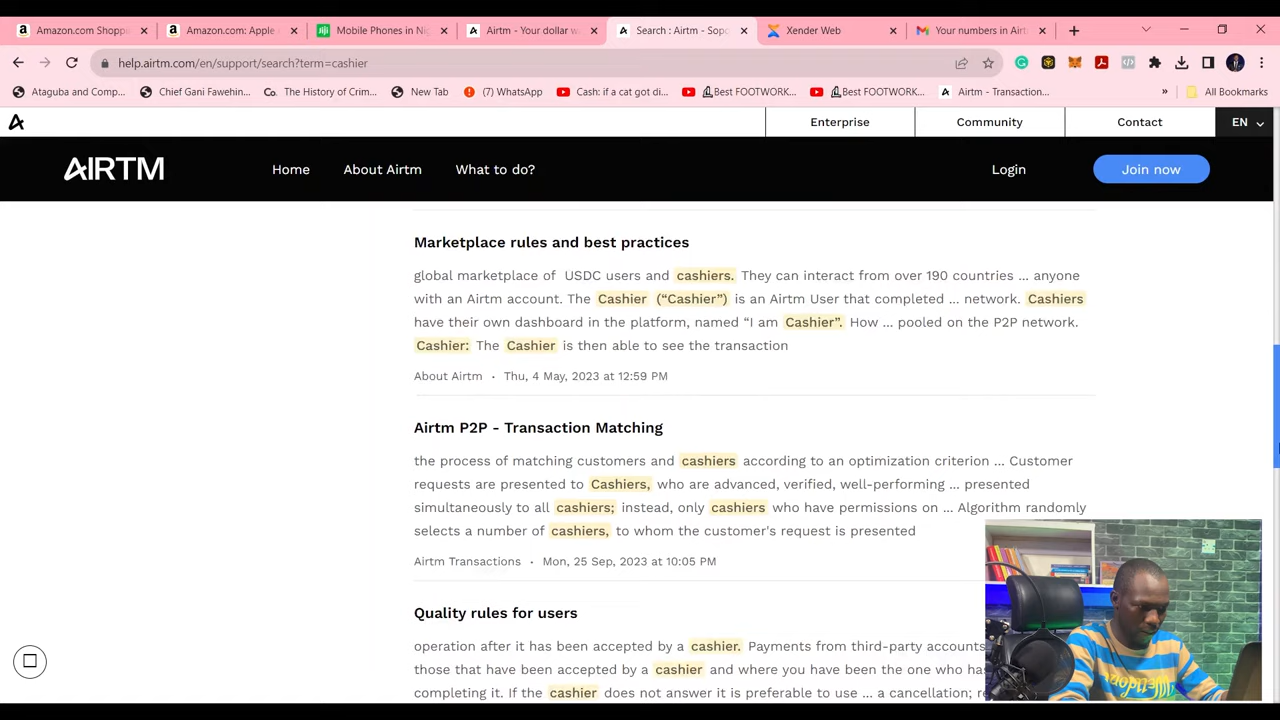 Amazon.com Shoppi
Amazon.com: Apple
Mobile Phones in Nig
Airtm - Your dollar w
Search : Airtm - Sop
Xender Web
Your numbers in Airt
help.airtm.com/en/support/search?term=cashier
Ataguba and Comp...
Chief Gani Fawehin...
Co. The History of Crim...
New Tab
(7) WhatsApp
Cash: if a cat got di...
Best FOOTWORK...
Best FOOTWORK...
Airtm - Transaction...
»
All Bookmarks
Enterprise
Community
Contact
EN
AIRTM
Home
About Airtm
What to do?
Login
Join now
Marketplace rules and best practices
global marketplace of USDC users and cashiers. They can interact from over 190 countries ... anyone
with an Airtm account. The Cashier (“Cashier”) is an Airtm User that completed ... network. Cashiers
have their own dashboard in the platform, named “I am Cashier”. How ... pooled on the P2P network.
Cashier: The Cashier is then able to see the transaction
About Airtm · Thu, 4 May, 2023 at 12:59 PM
Airtm P2P - Transaction Matching
the process of matching customers and cashiers according to an optimization criterion ... Customer
requests are presented to Cashiers, who are advanced, verified, well-performing ... presented
simultaneously to all cashiers; instead, only cashiers who have permissions on ... Algorithm randomly
selects a number of cashiers, to whom the customer's request is presented
Airtm Transactions · Mon, 25 Sep, 2023 at 10:05 PM
Quality rules for users
operation after it has been accepted by a cashier. Payments from third-party accounts
those that have been accepted by a cashier and where you have been the one who has
completing it. If the cashier does not answer it is preferable to use ... a cancellation; re